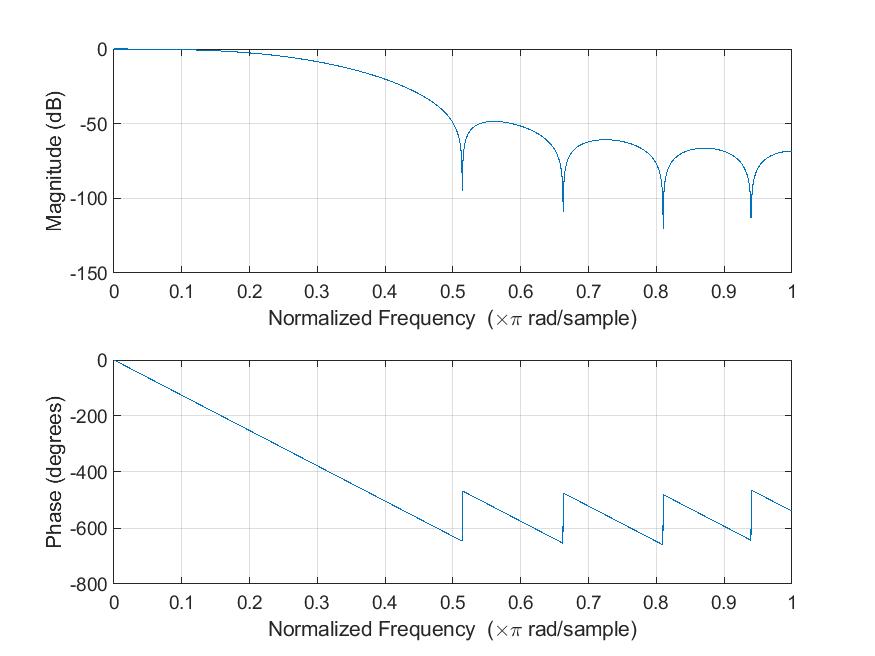 0
-50
-100
-150
Magnitude (dB)
0 0.1 0.2 0.3 0.4 0.5 0.6 0.7 0.8 0.9 1
Normalized Frequency (×π rad/sample)
0
-200
-400
-600
-800
Phase (degrees)
0 0.1 0.2 0.3 0.4 0.5 0.6 0.7 0.8 0.9 1
Normalized Frequency (×π rad/sample)